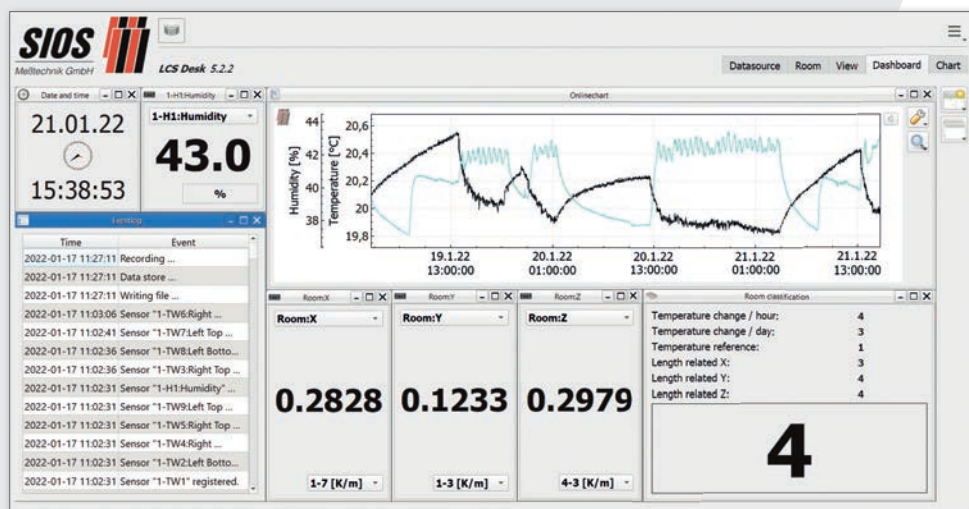 SIOS
Meßtechnik GmbH
LCS Desk 5.2.2
Datasource Room View Dashboard Chart
Date and time
21.01.22
15:38:53
1-H1:Humidity
1-H1:Humidity
43.0
%
Onlinechart
Humidity [%]
44
42
40
38
Temperature [°C]
20,6
20,4
20,2
20
19,8
19.1.22 20.1.22 20.1.22 21.1.22 21.1.22
13:00:00 01:00:00 13:00:00 01:00:00 13:00:00
Time Event
2022-01-17 11:27:11 Recording ...
2022-01-17 11:27:11 Data store ...
2022-01-17 11:27:11 Writing file ...
2022-01-17 11:03:06 Sensor "1-TW6:Right ...
2022-01-17 11:02:41 Sensor "1-TW7:Left Top ...
2022-01-17 11:02:36 Sensor "1-TW8:Left Botto...
2022-01-17 11:02:36 Sensor "1-TW3:Right Top ...
2022-01-17 11:02:31 Sensor "1-H1:Humidity" ...
2022-01-17 11:02:31 Sensor "1-TW9:Left Top ...
2022-01-17 11:02:31 Sensor "1-TW5:Right Top ...
2022-01-17 11:02:31 Sensor "1-TW4:Right ...
2022-01-17 11:02:31 Sensor "1-TW2:Left Botto...
2022-01-17 11:02:31 Sensor "1-TW1" registered.
Room:X
Room:X
0.2828
1-7 [K/m]
Room:Y
Room:Y
0.1233
1-3 [K/m]
Room:Z
Room:Z
0.2979
4-3 [K/m]
Room classification
Temperature change / hour: 4
Temperature change / day: 3
Temperature reference: 1
Length related X: 3
Length related Y: 4
Length related Z: 4
4